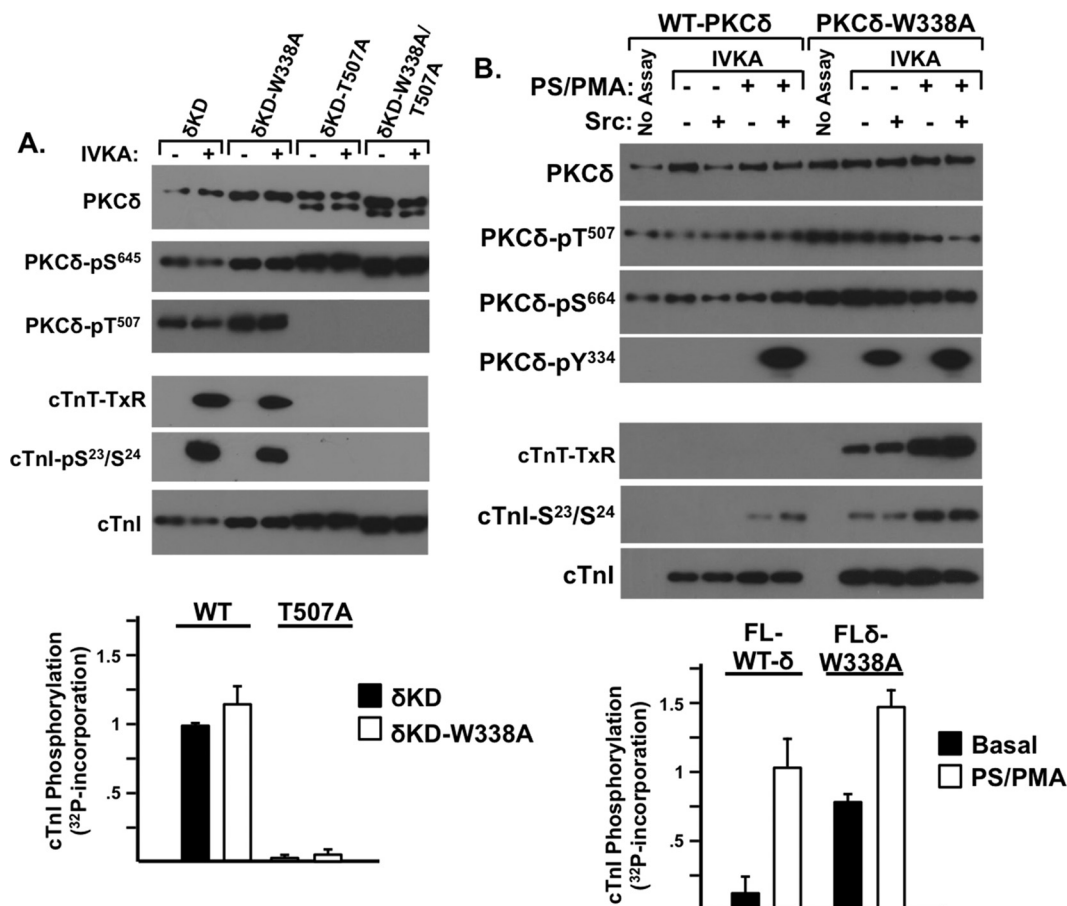 A.
δKD
δKD-W338A
δKD-T507A
δKD-W338A/
T507A
IVKA: - + - + - + - +
PKCδ
PKCδ-pS⁶⁴⁵
PKCδ-pT⁵⁰⁷
cTnT-TxR
cTnI-pS²³/S²⁴
cTnI
cTnI Phosphorylation
(³²P-incorporation)
1
.5
WT T507A
δKD
δKD-W338A
B.
WT-PKCδ PKCδ-W338A
No Assay IVKA No Assay IVKA
PS/PMA: - - + + - - + +
Src: - + - + - + - +
PKCδ
PKCδ-pT⁵⁰⁷
PKCδ-pS⁶⁶⁴
PKCδ-pY³³⁴
cTnT-TxR
cTnI-S²³/S²⁴
cTnI
cTnI Phosphorylation
(³²P-incorporation)
1.5
1
.5
FL-
WT-δ
FLδ-
W338A
Basal
PS/PMA